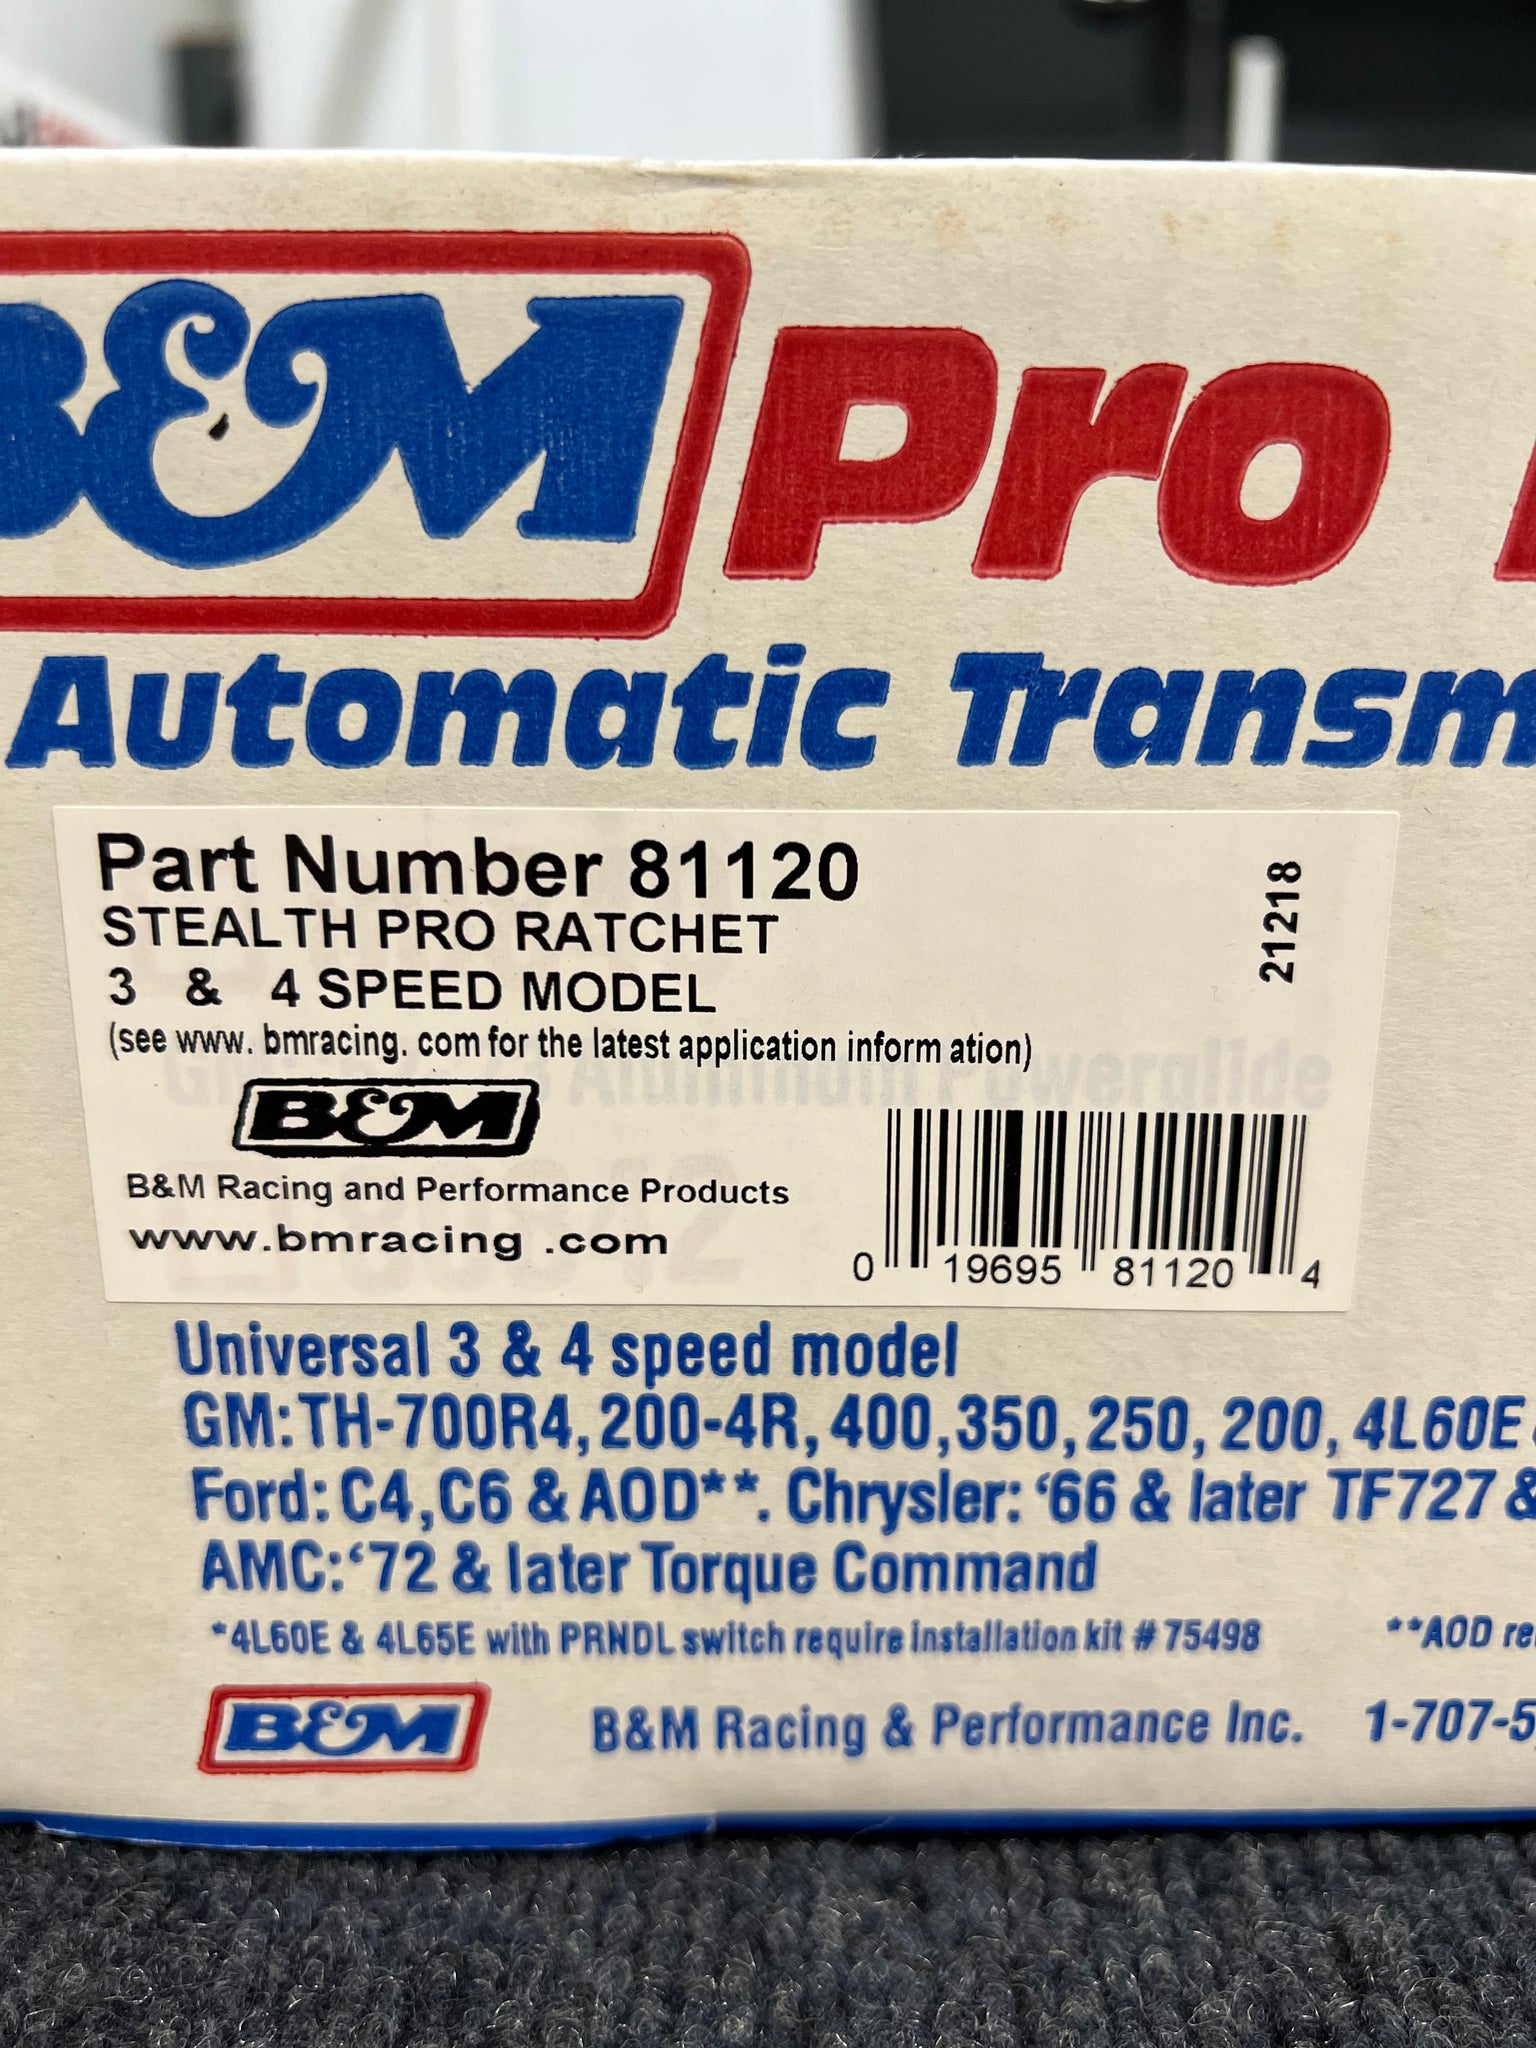 B&M Pro
Automatic Transm
Part Number 81120
21218
STEALTH PRO RATCHET
3 & 4 SPEED MODEL
(see www. bmracing. com for the latest application inform ation)
Aluminum Powerglide
B&M
B&M Racing and Performance Products
www.bmracing .com
0 19695 81120 4
Universal 3 & 4 speed model
GM:TH-700R4,200-4R, 400,350,250, 200, 4L60E &
Ford: C4,C6 & AOD**. Chrysler: '66 & later TF727 &
AMC:'72 & later Torque Command
*4L60E & 4L65E with PRNDL switch require installation kit # 75498 **AOD re
B&M B&M Racing & Performance Inc. 1-707-5